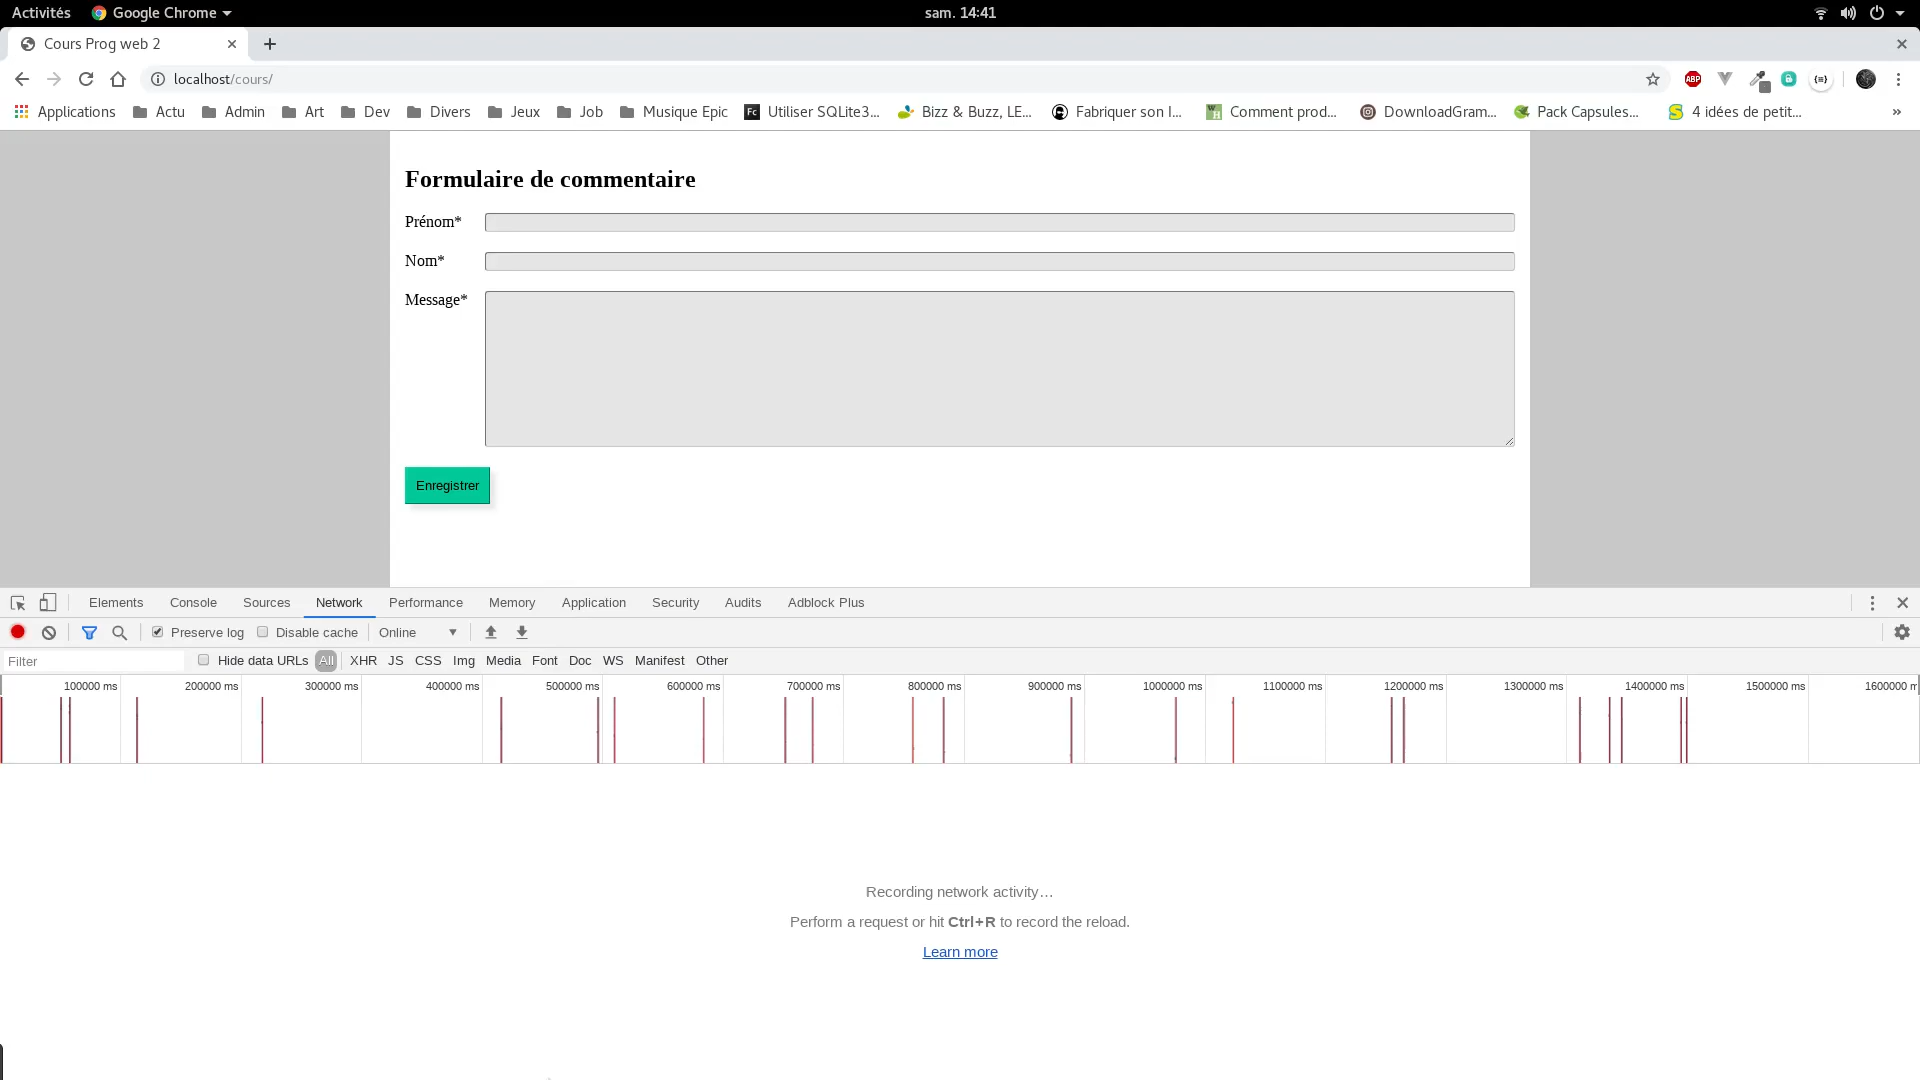 Activités Google Chrome sam. 14:41
Cours Prog web 2
localhost/cours/ ABP
Applications Actu Admin Art Dev Divers Jeux Job Musique Epic Fc Utiliser SQLite3... Bizz & Buzz, LE... Fabriquer son I... Comment prod... DownloadGram... Pack Capsules... 4 idées de petit... »
Formulaire de commentaire
Prénom*
Nom*
Message*
Enregistrer
Elements Console Sources Network Performance Memory Application Security Audits Adblock Plus
Preserve log Disable cache Online
Filter Hide data URLs All XHR JS CSS Img Media Font Doc WS Manifest Other
100000 ms 200000 ms 300000 ms 400000 ms 500000 ms 600000 ms 700000 ms 800000 ms 900000 ms 1000000 ms 1100000 ms 1200000 ms 1300000 ms 1400000 ms 1500000 ms 1600000 m
Recording network activity…
Perform a request or hit Ctrl+R to record the reload.
Learn more